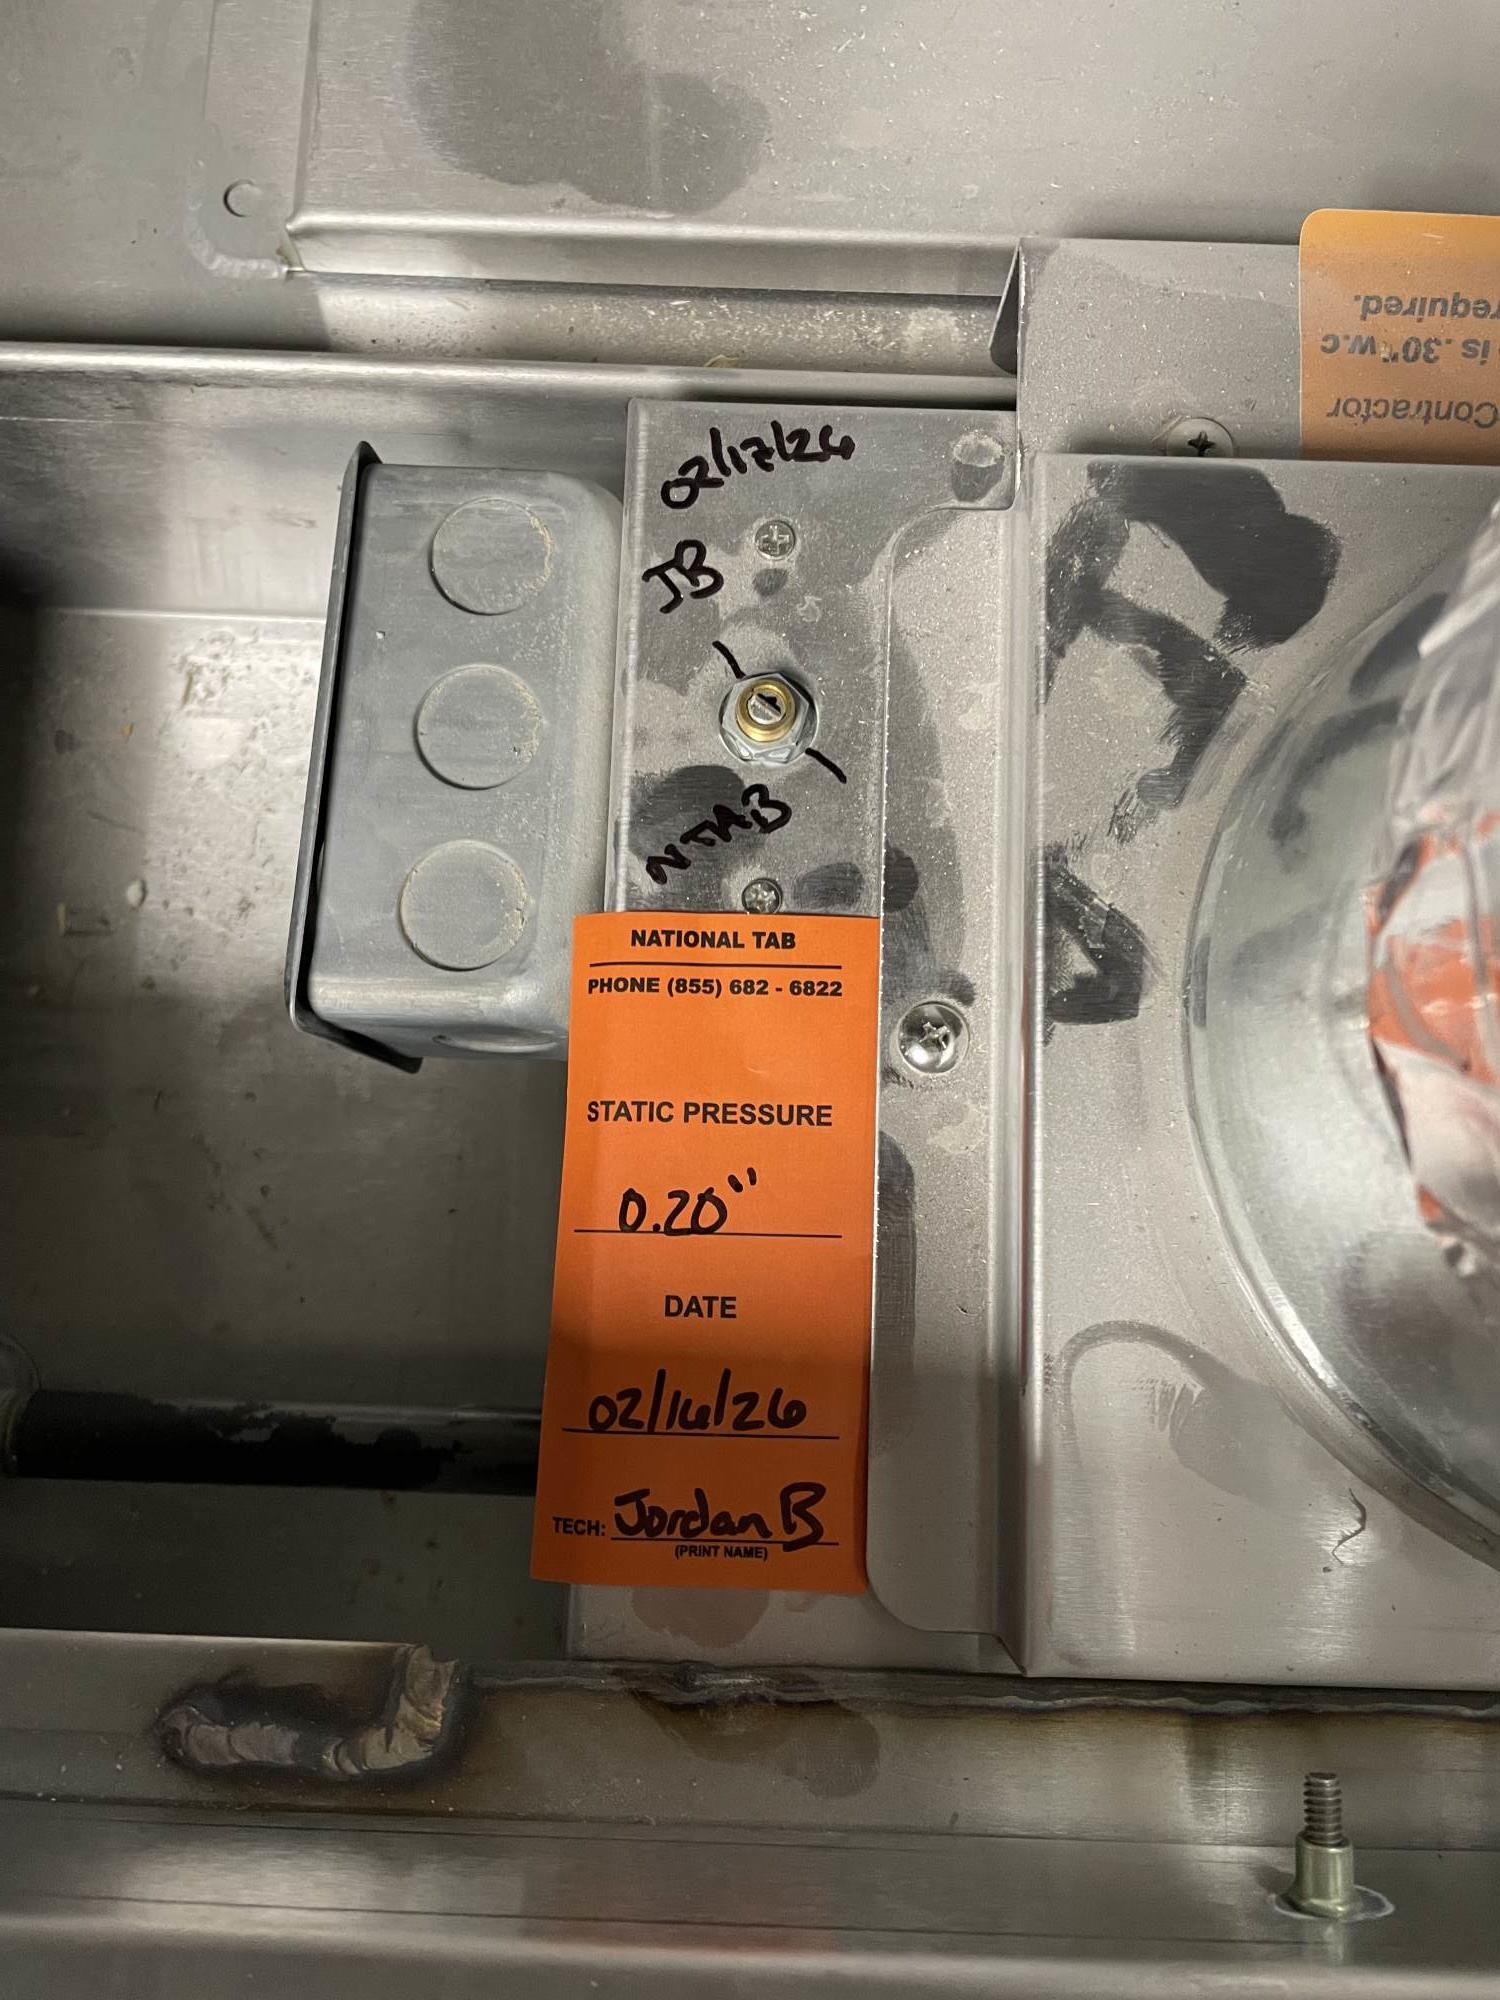 02/17/26
JB
NTAB
NATIONAL TAB
PHONE (855) 682 - 6822
STATIC PRESSURE
0.20"
DATE
02/16/26
TECH: Jordan B
(PRINT NAME)
Contractor
is .30" w.c
required.